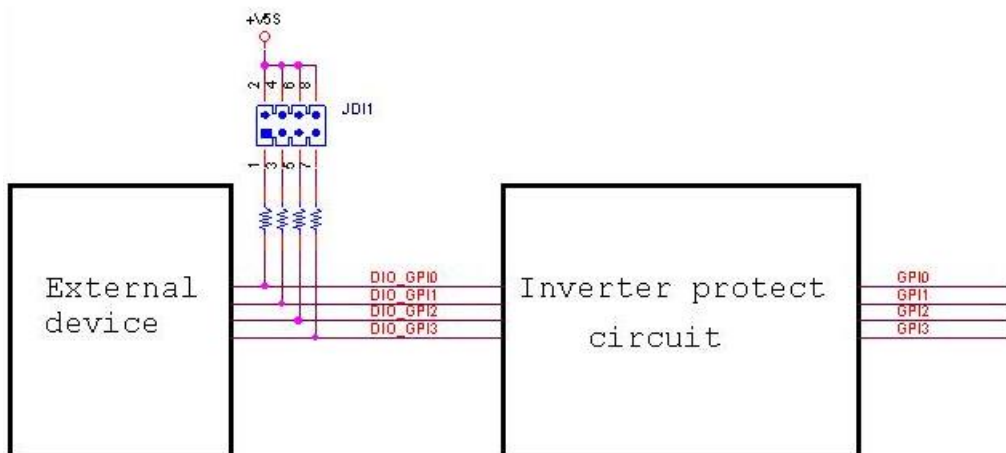 +V5S
2 4 6 8
JDI1
1 3 5 7
External device
DIO_GPI0
DIO_GPI1
DIO_GPI2
DIO_GPI3
Inverter protect circuit
GPI0
GPI1
GPI2
GPI3